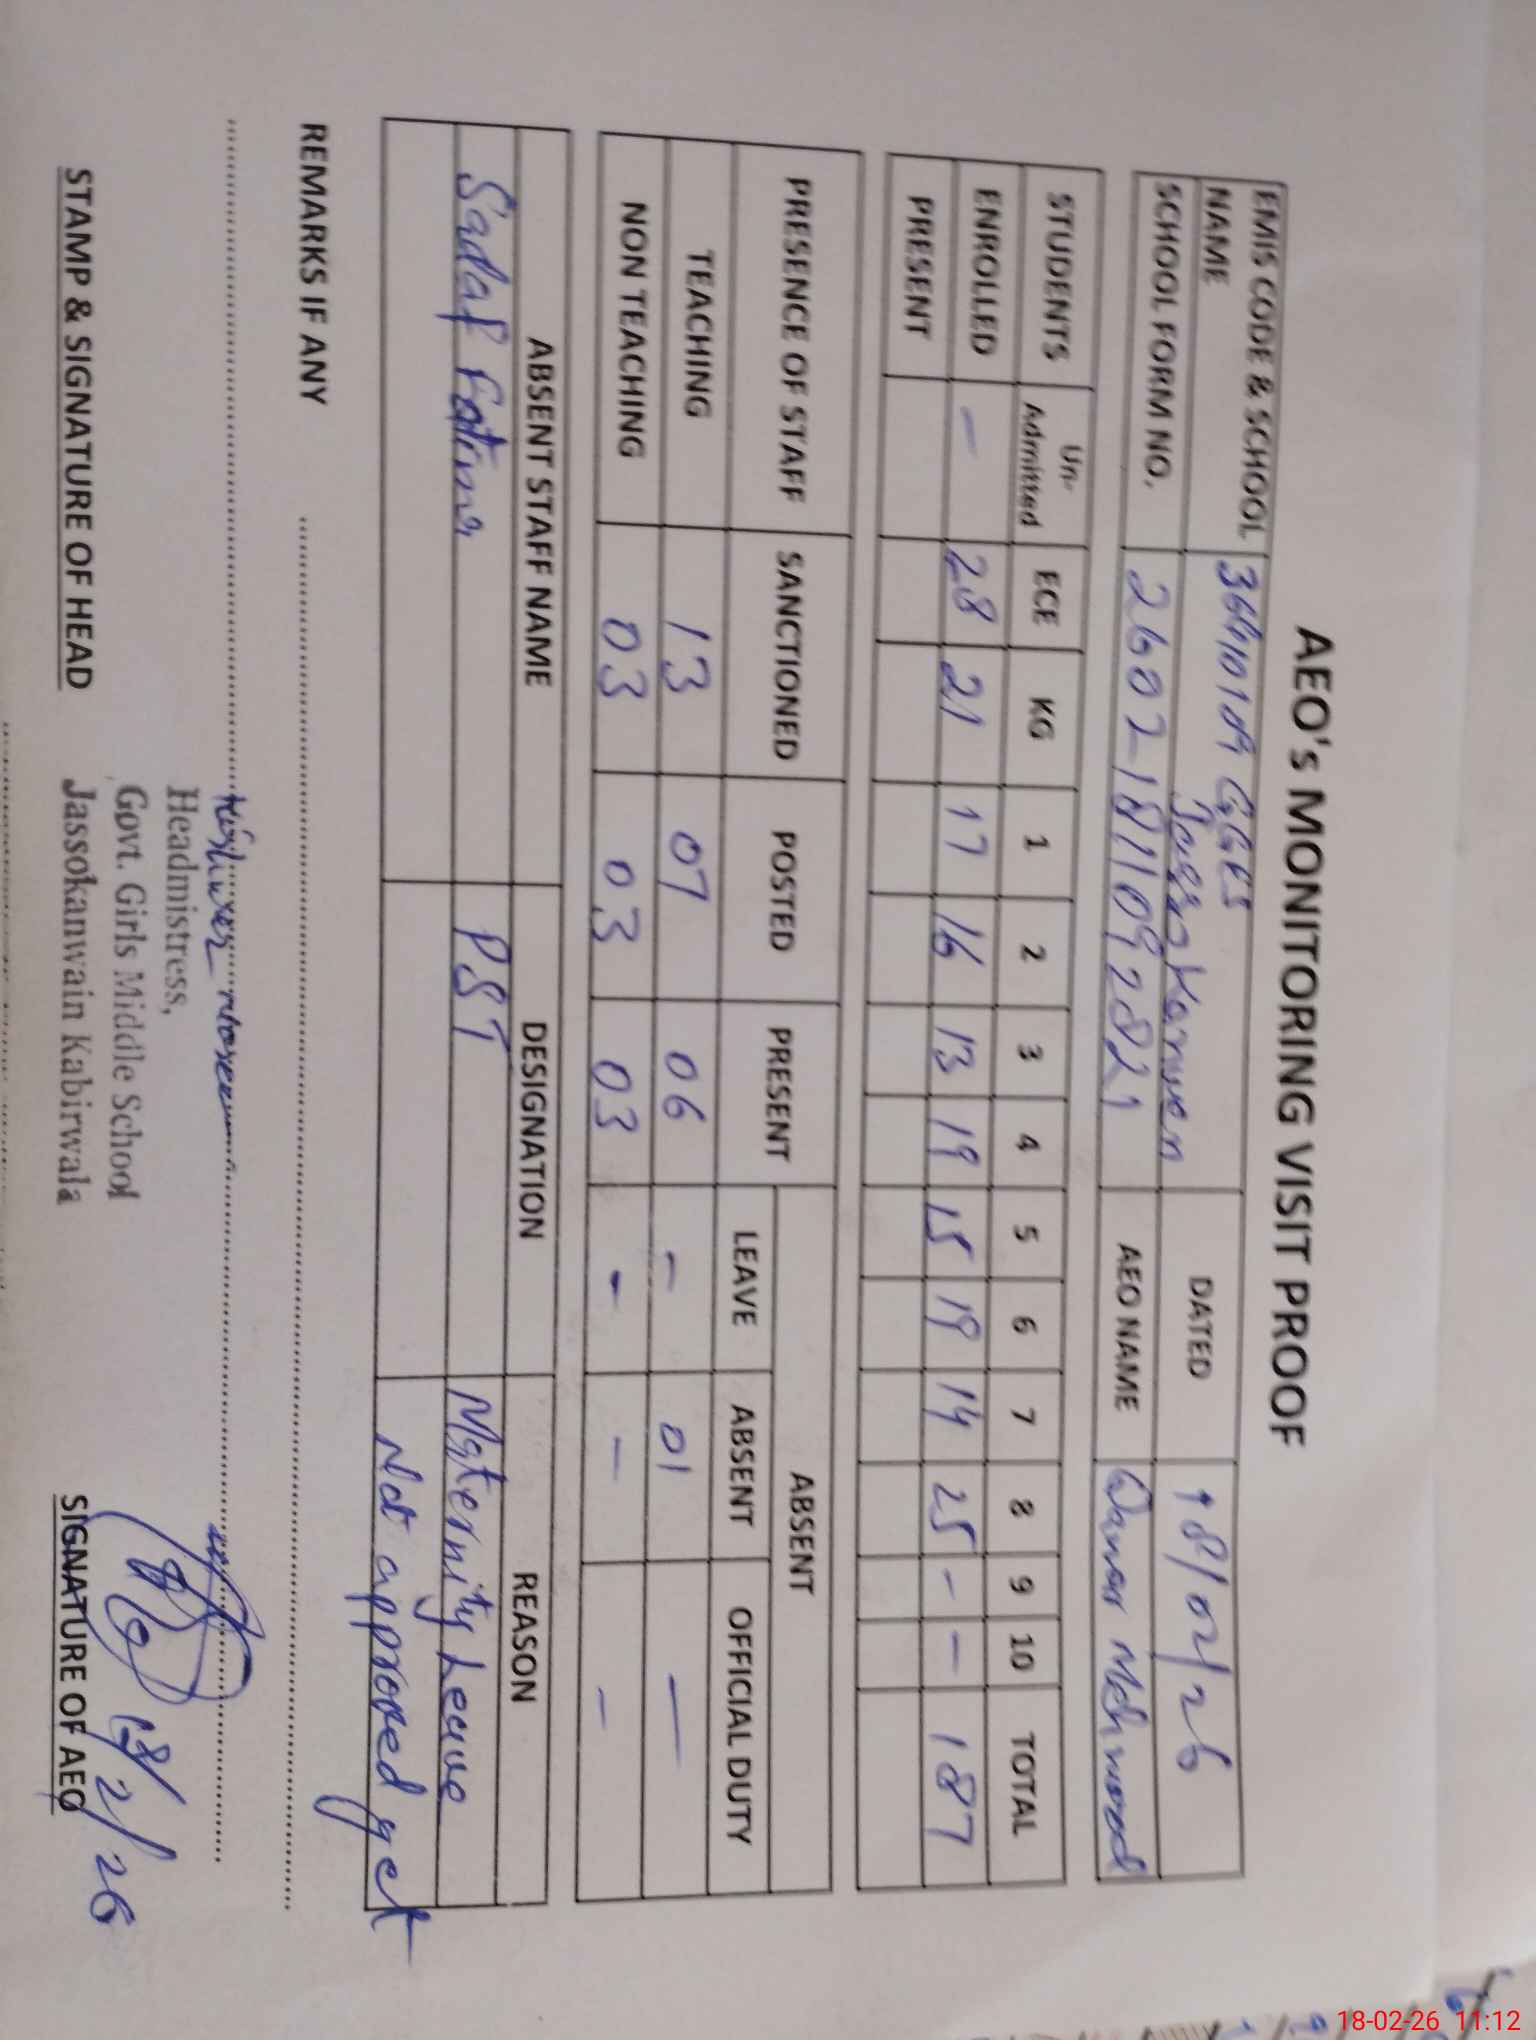 AEO's MONITORING VISIT PROOF
EMIS CODE & SCHOOL NAME 36410109 GGES Jasso Kanwen DATED 18/02/26
SCHOOL FORM NO. AEO NAME Qamar Mehmood
STUDENTS Un-Admitted ECE KG 1 2 3 4 5 6 7 8 9 10 TOTAL
ENROLLED - 28 21 17 16 13 19 15 19 14 25 - - 187
PRESENT
PRESENCE OF STAFF SANCTIONED POSTED PRESENT ABSENT
LEAVE ABSENT OFFICIAL DUTY
TEACHING 13 07 06 - 01 -
NON TEACHING 03 03 03 - - -
ABSENT STAFF NAME DESIGNATION REASON
Sadaf Fatima PST Maternity Leave
Not approved yet
REMARKS IF ANY
Headmistress,
Govt. Girls Middle School
Jassokanwain Kabirwala
18/2/26
STAMP & SIGNATURE OF HEAD SIGNATURE OF AEO
18-02-26 11:12